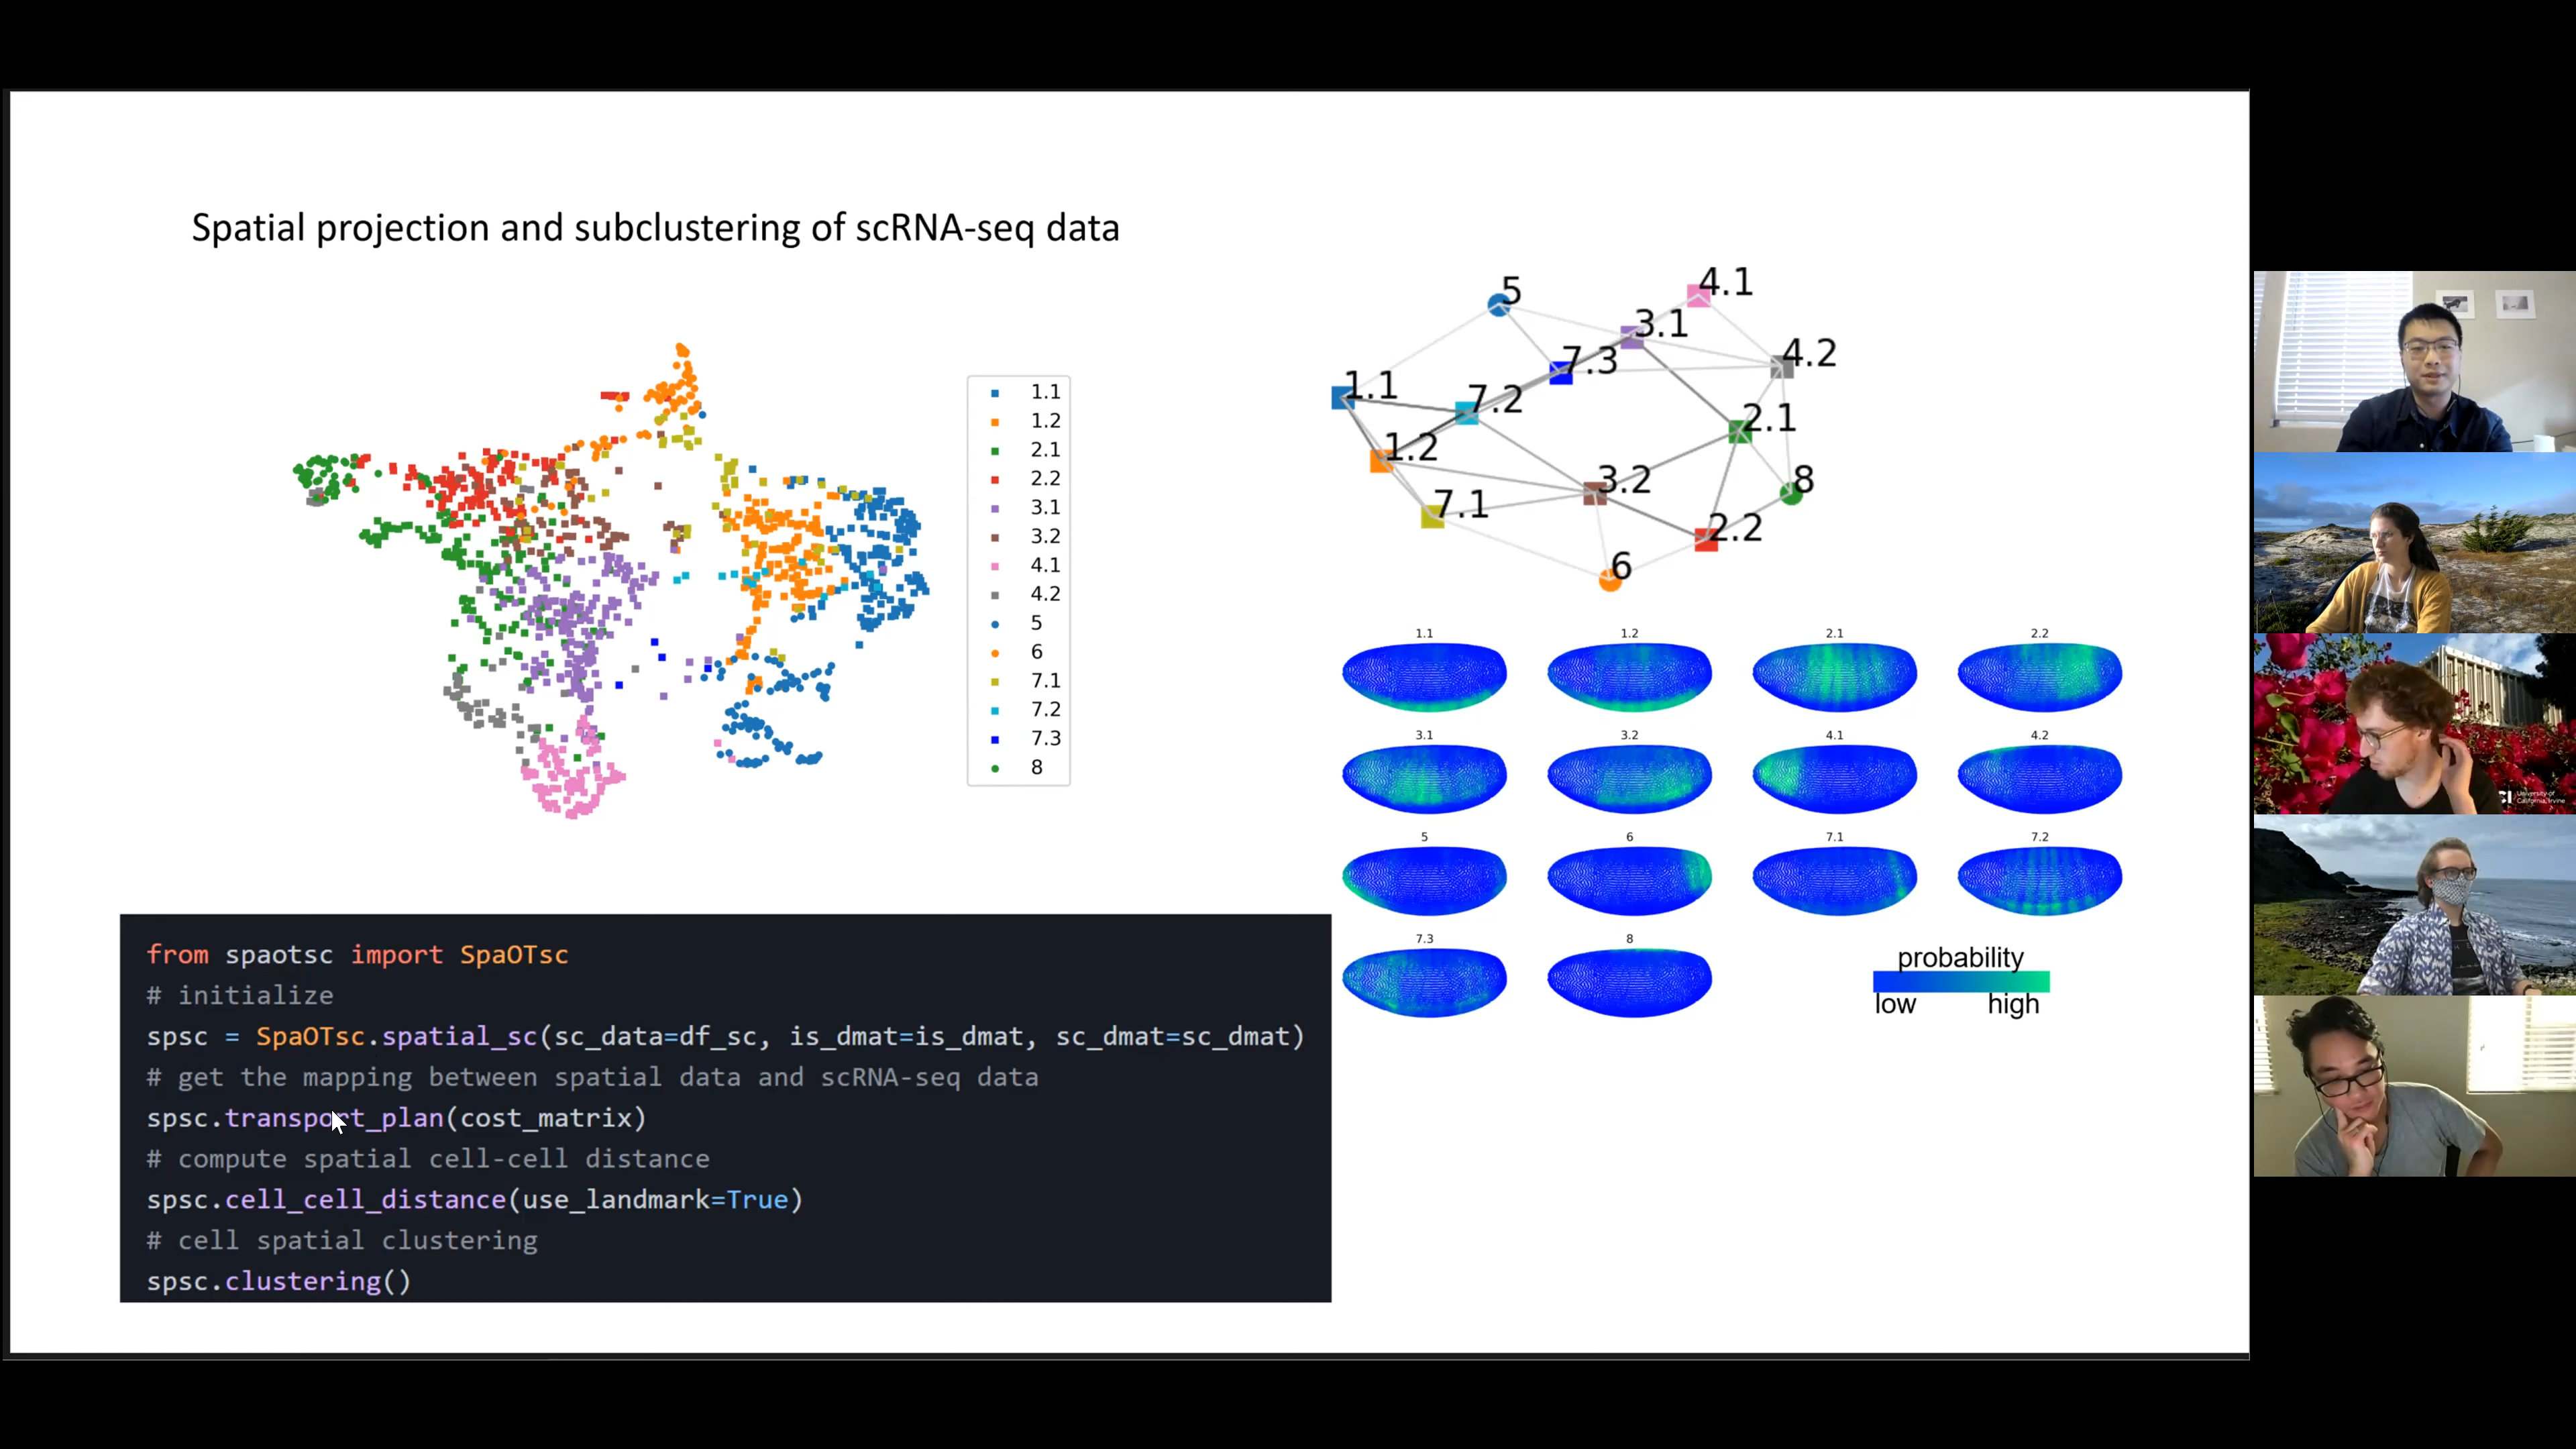 Spatial projection and subclustering of scRNA-seq data
1.1
1.2
2.1
2.2
3.1
3.2
4.1
4.2
5
6
7.1
7.2
7.3
8
5
4.1
3.1
7.3
4.2
1.1
7.2
2.1
1.2
3.2
8
7.1
2.2
6
1.1 1.2 2.1 2.2
3.1 3.2 4.1 4.2
5 6 7.1 7.2
7.3 8
probability
low high
from spaotsc import SpaOTsc
# initialize
spsc = SpaOTsc.spatial_sc(sc_data=df_sc, is_dmat=is_dmat, sc_dmat=sc_dmat)
# get the mapping between spatial data and scRNA-seq data
spsc.transport_plan(cost_matrix)
# compute spatial cell-cell distance
spsc.cell_cell_distance(use_landmark=True)
# cell spatial clustering
spsc.clustering()
University of
California, Irvine